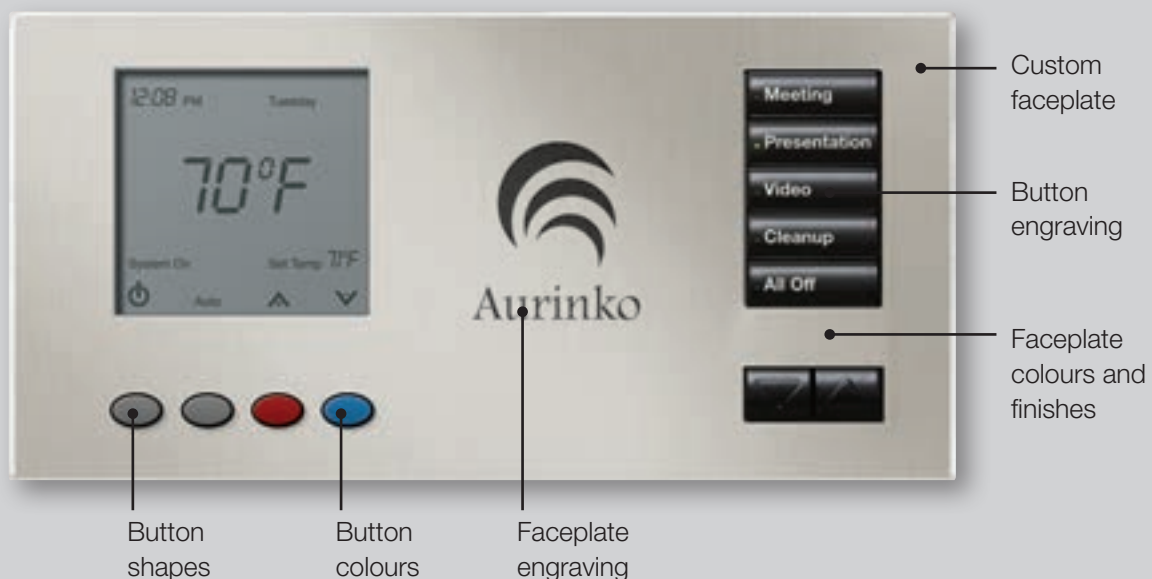 12:08 PM Tuesday
70°F
System On Set Temp 71°F
Auto
Aurinko
Meeting
Presentation
Video
Cleanup
All Off
Custom
faceplate
Button
engraving
Faceplate
colours and
finishes
Button
shapes
Button
colours
Faceplate
engraving